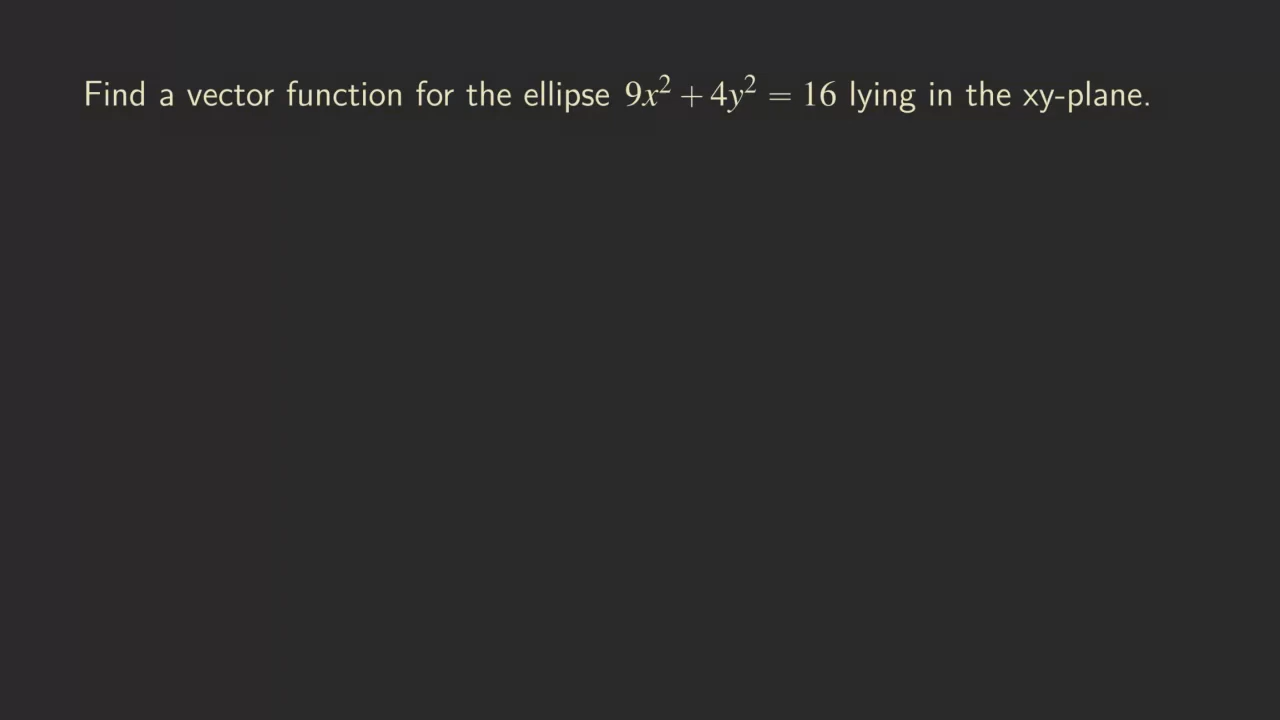 Find a vector function for the ellipse 9x² + 4y² = 16 lying in the xy-plane.